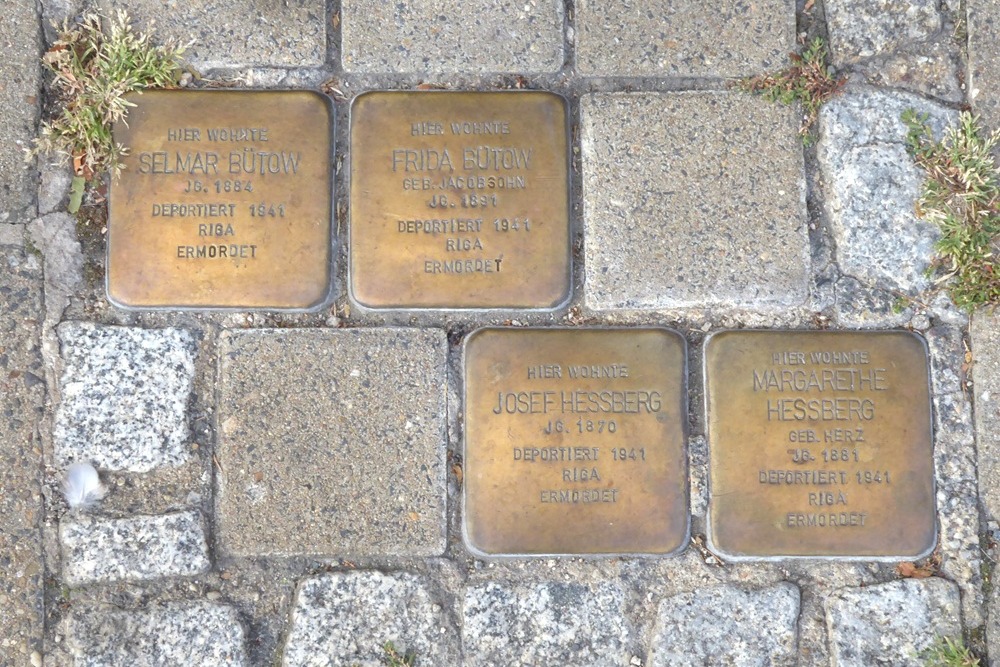 HIER WOHNTE
SELMAR BÜTOW
JG. 1884
DEPORTIERT 1941
RIGA
ERMORDET
HIER WOHNTE
FRIDA BÜTOW
GEB. JACOBSOHN
JG. 1891
DEPORTIERT 1941
RIGA
ERMORDET
HIER WOHNTE
JOSEF HESSBERG
JG. 1870
DEPORTIERT 1941
RIGA
ERMORDET
HIER WOHNTE
MARGARETHE
HESSBERG
GEB. HERZ
JG. 1881
DEPORTIERT 1941
RIGA
ERMORDET